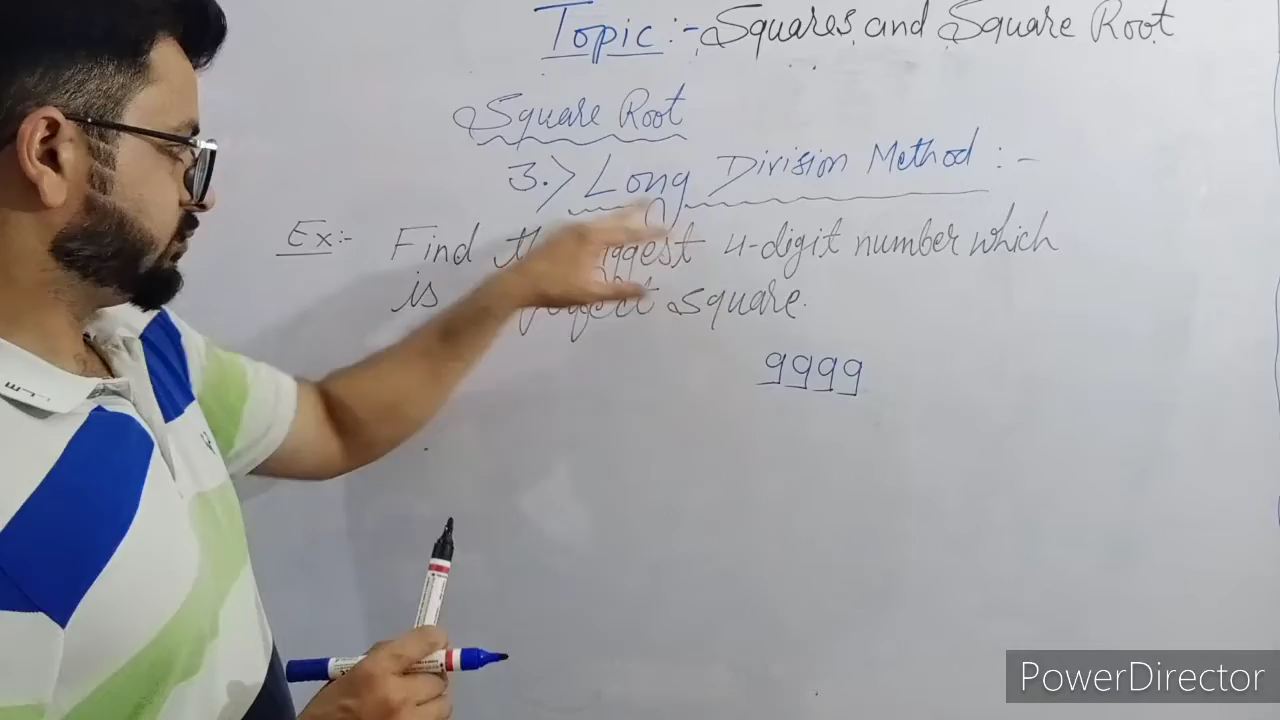 Topic :- Squares and Square Root
Square Root
3.> Long Division Method :-
Ex:- Find 4-digit number which
is square.
9999
PowerDirector